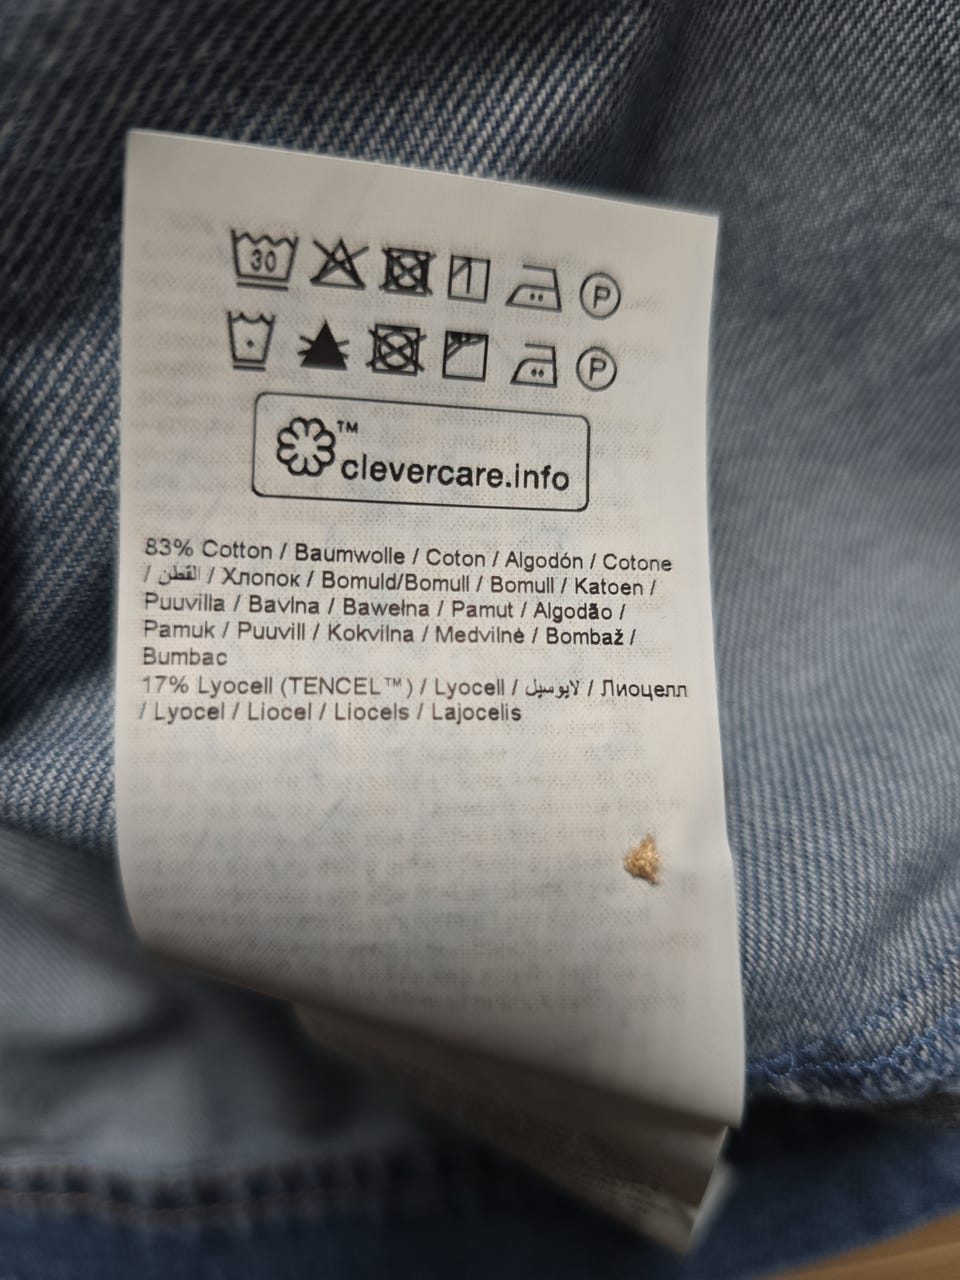 30
P
P
™
clevercare.info
83% Cotton / Baumwolle / Coton / Algodón / Cotone
/ القطن / Хлопок / Bomuld/Bomull / Bomull / Katoen /
Puuvilla / Bavlna / Bawełna / Pamut / Algodão /
Pamuk / Puuvill / Kokvilna / Medvilnė / Bombaž /
Bumbac
17% Lyocell (TENCEL™) / Lyocell / لايوسيل / Лиоцелл
/ Lyocel / Liocel / Liocels / Lajocelis